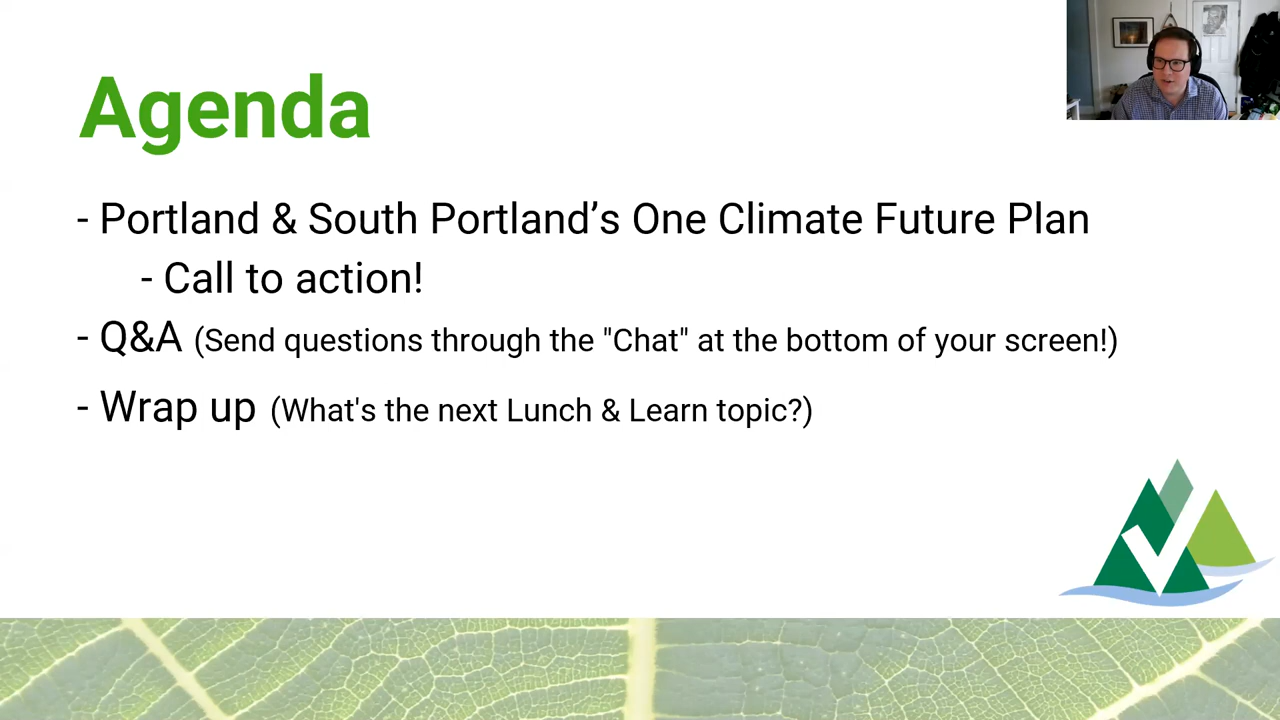 Agenda
- Portland & South Portland’s One Climate Future Plan
- Call to action!
- Q&A (Send questions through the "Chat" at the bottom of your screen!)
- Wrap up (What's the next Lunch & Learn topic?)